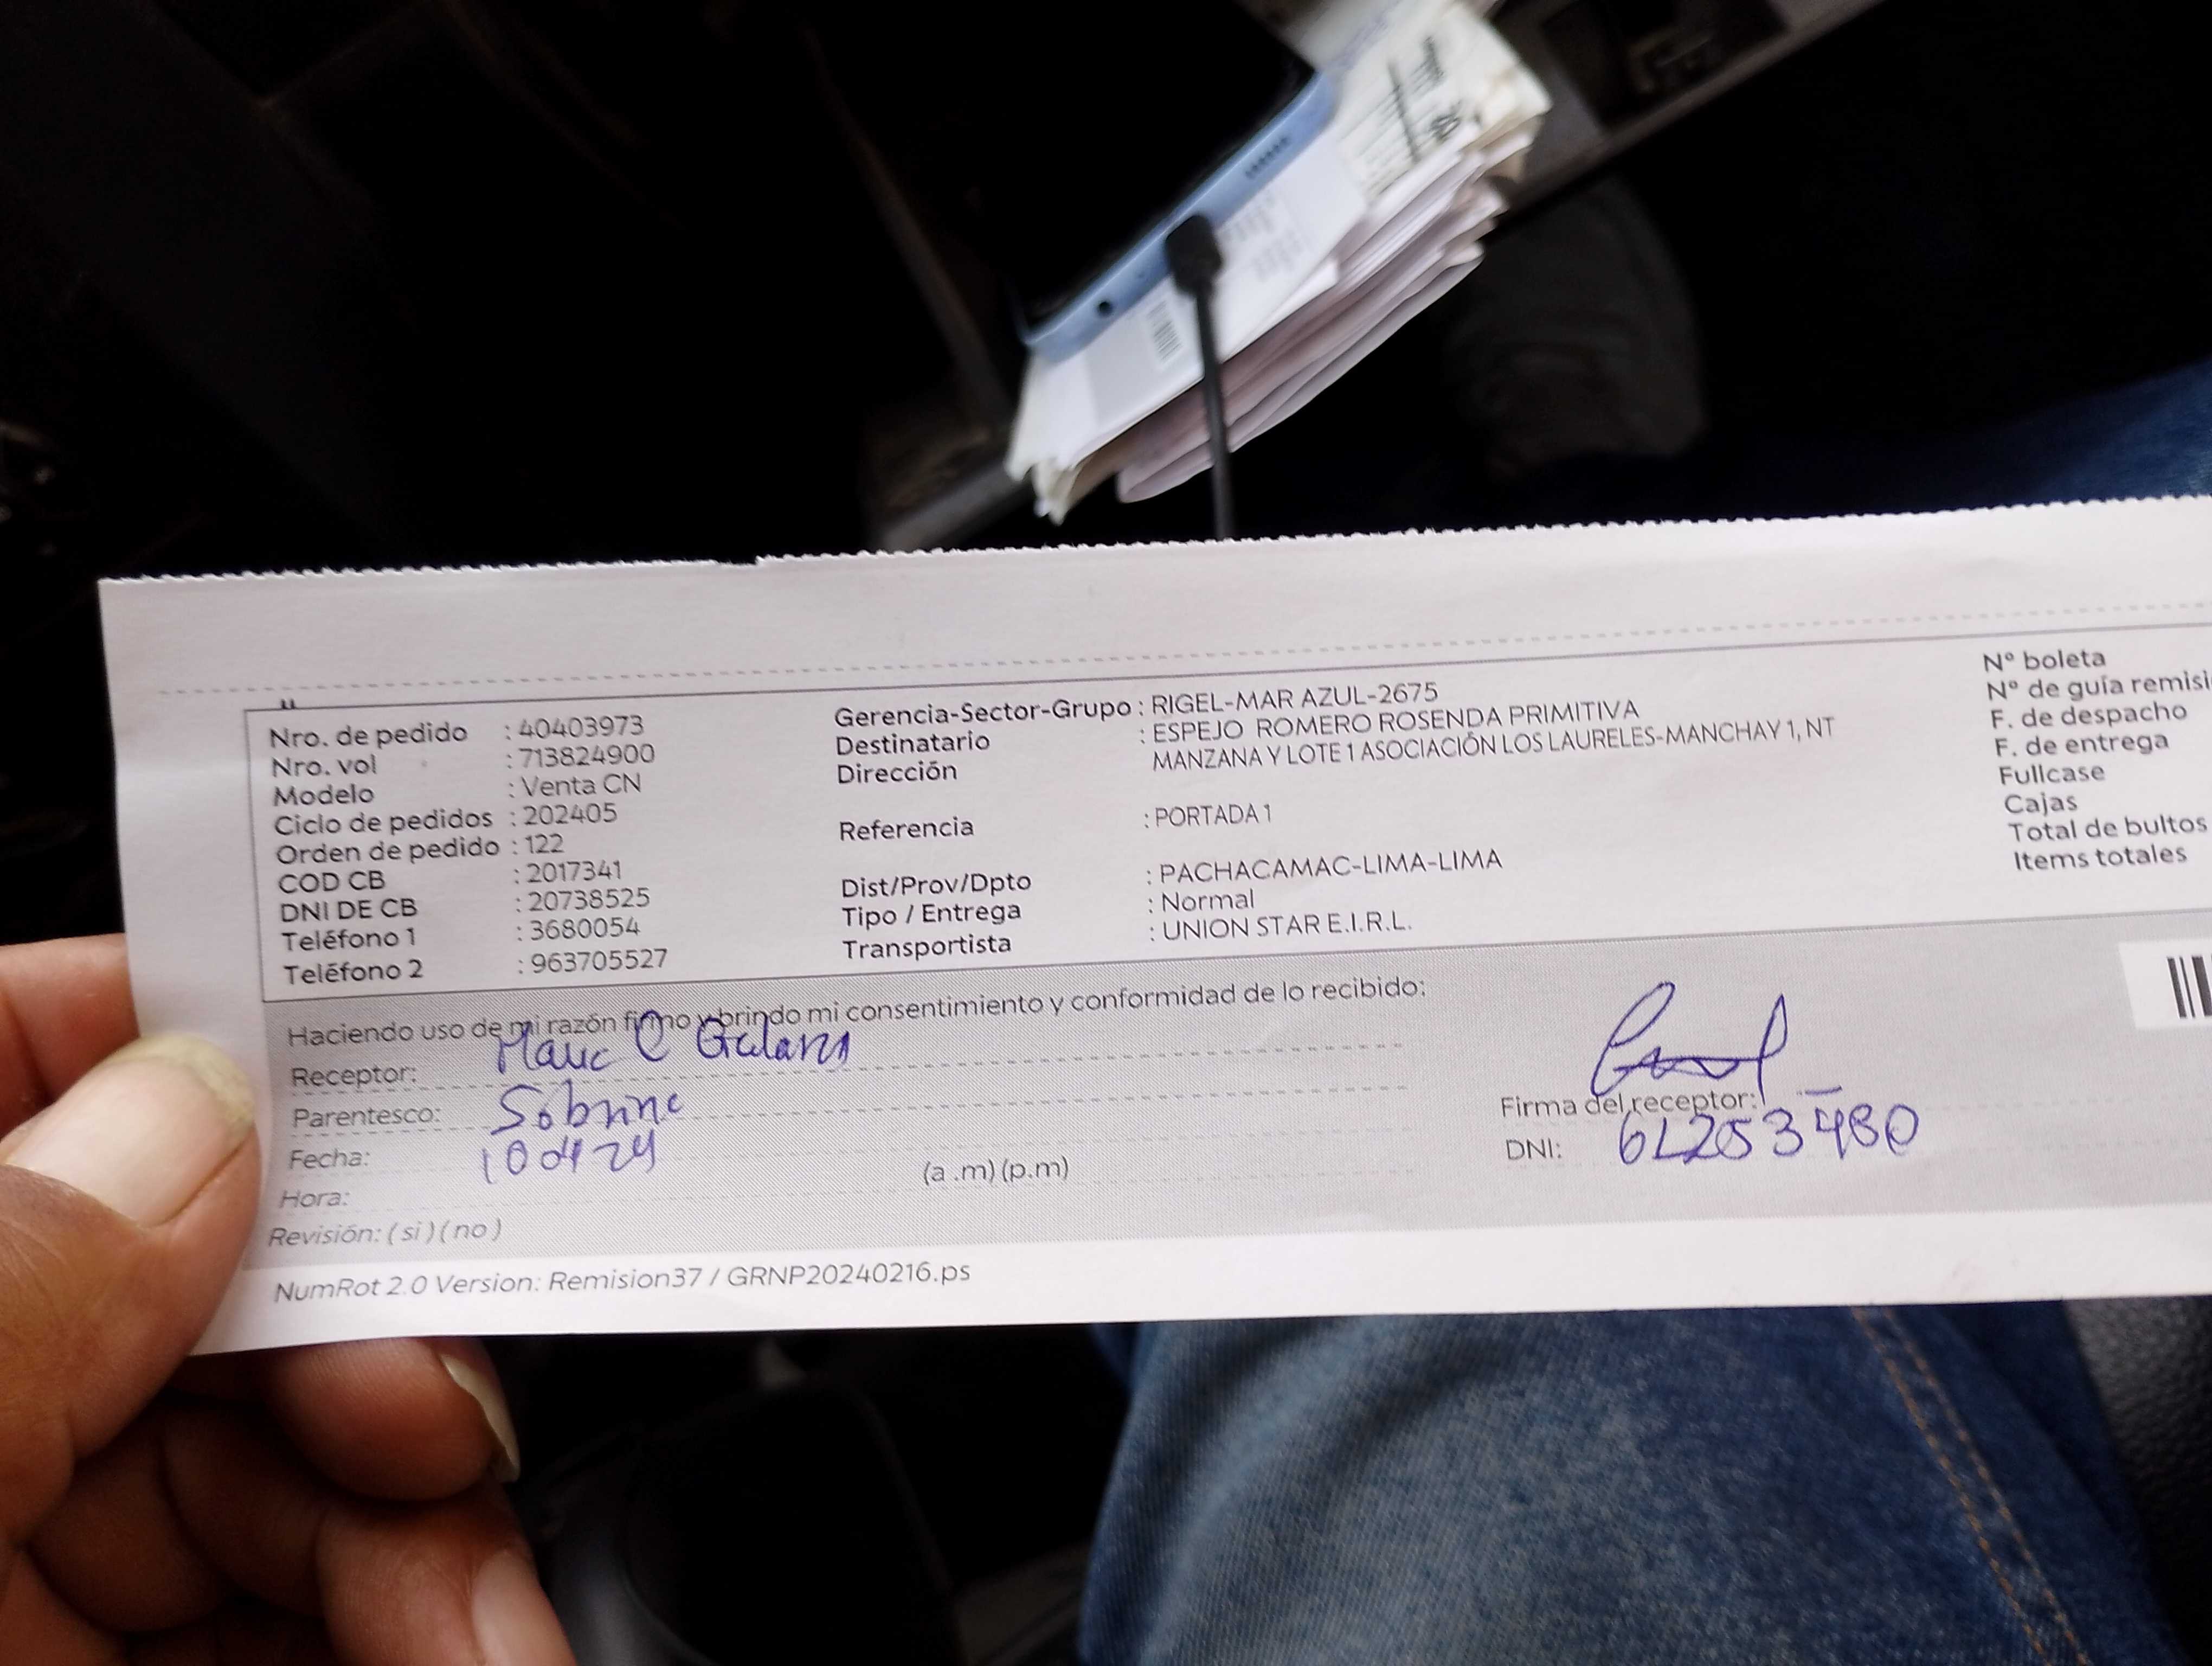 Nro. de pedido : 40403973
Nro. vol : 713824900
Modelo : Venta CN
Ciclo de pedidos : 202405
Orden de pedido : 122
COD CB : 2017341
DNI DE CB : 20738525
Teléfono 1 : 3680054
Teléfono 2 : 963705527
Gerencia-Sector-Grupo : RIGEL-MAR AZUL-2675
Destinatario : ESPEJO ROMERO ROSENDA PRIMITIVA
Dirección MANZANA Y LOTE 1 ASOCIACIÓN LOS LAURELES-MANCHAY 1, NT
Referencia : PORTADA 1
Dist/Prov/Dpto : PACHACAMAC-LIMA-LIMA
Tipo / Entrega : Normal
Transportista : UNION STAR E.I.R.L.
Nº boleta
Nº de guía remisi
F. de despacho
F. de entrega
Fullcase
Cajas
Total de bultos
Items totales
Haciendo uso de mi razón firmo y brindo mi consentimiento y conformidad de lo recibido:
Receptor:
Parentesco: Sobrina
Fecha: 100424
Hora: (a .m) (p.m)
Revisión: ( si ) ( no )
Firma del receptor:
DNI: 61253480
NumRot 2.0 Version: Remision37 / GRNP20240216.ps